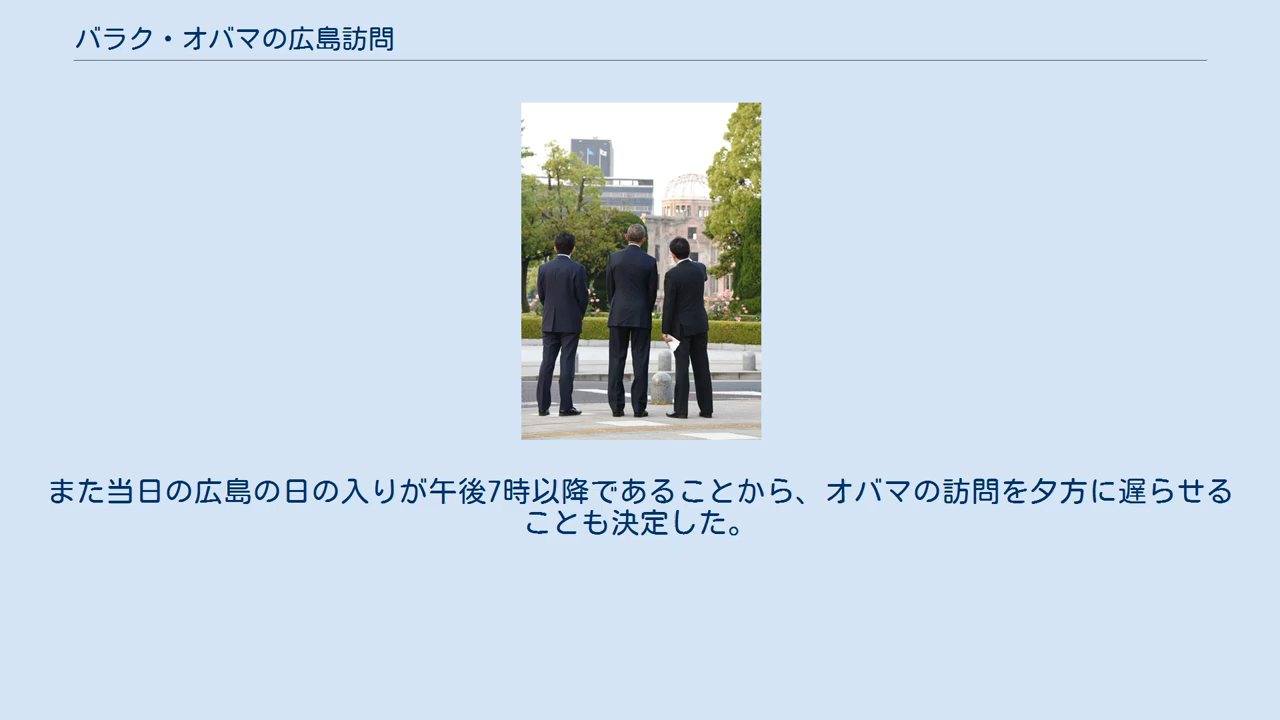 バラク・オバマの広島訪問
また当日の広島の日の入りが午後7時以降であることから、オバマの訪問を夕方に遅らせる
ことも決定した。